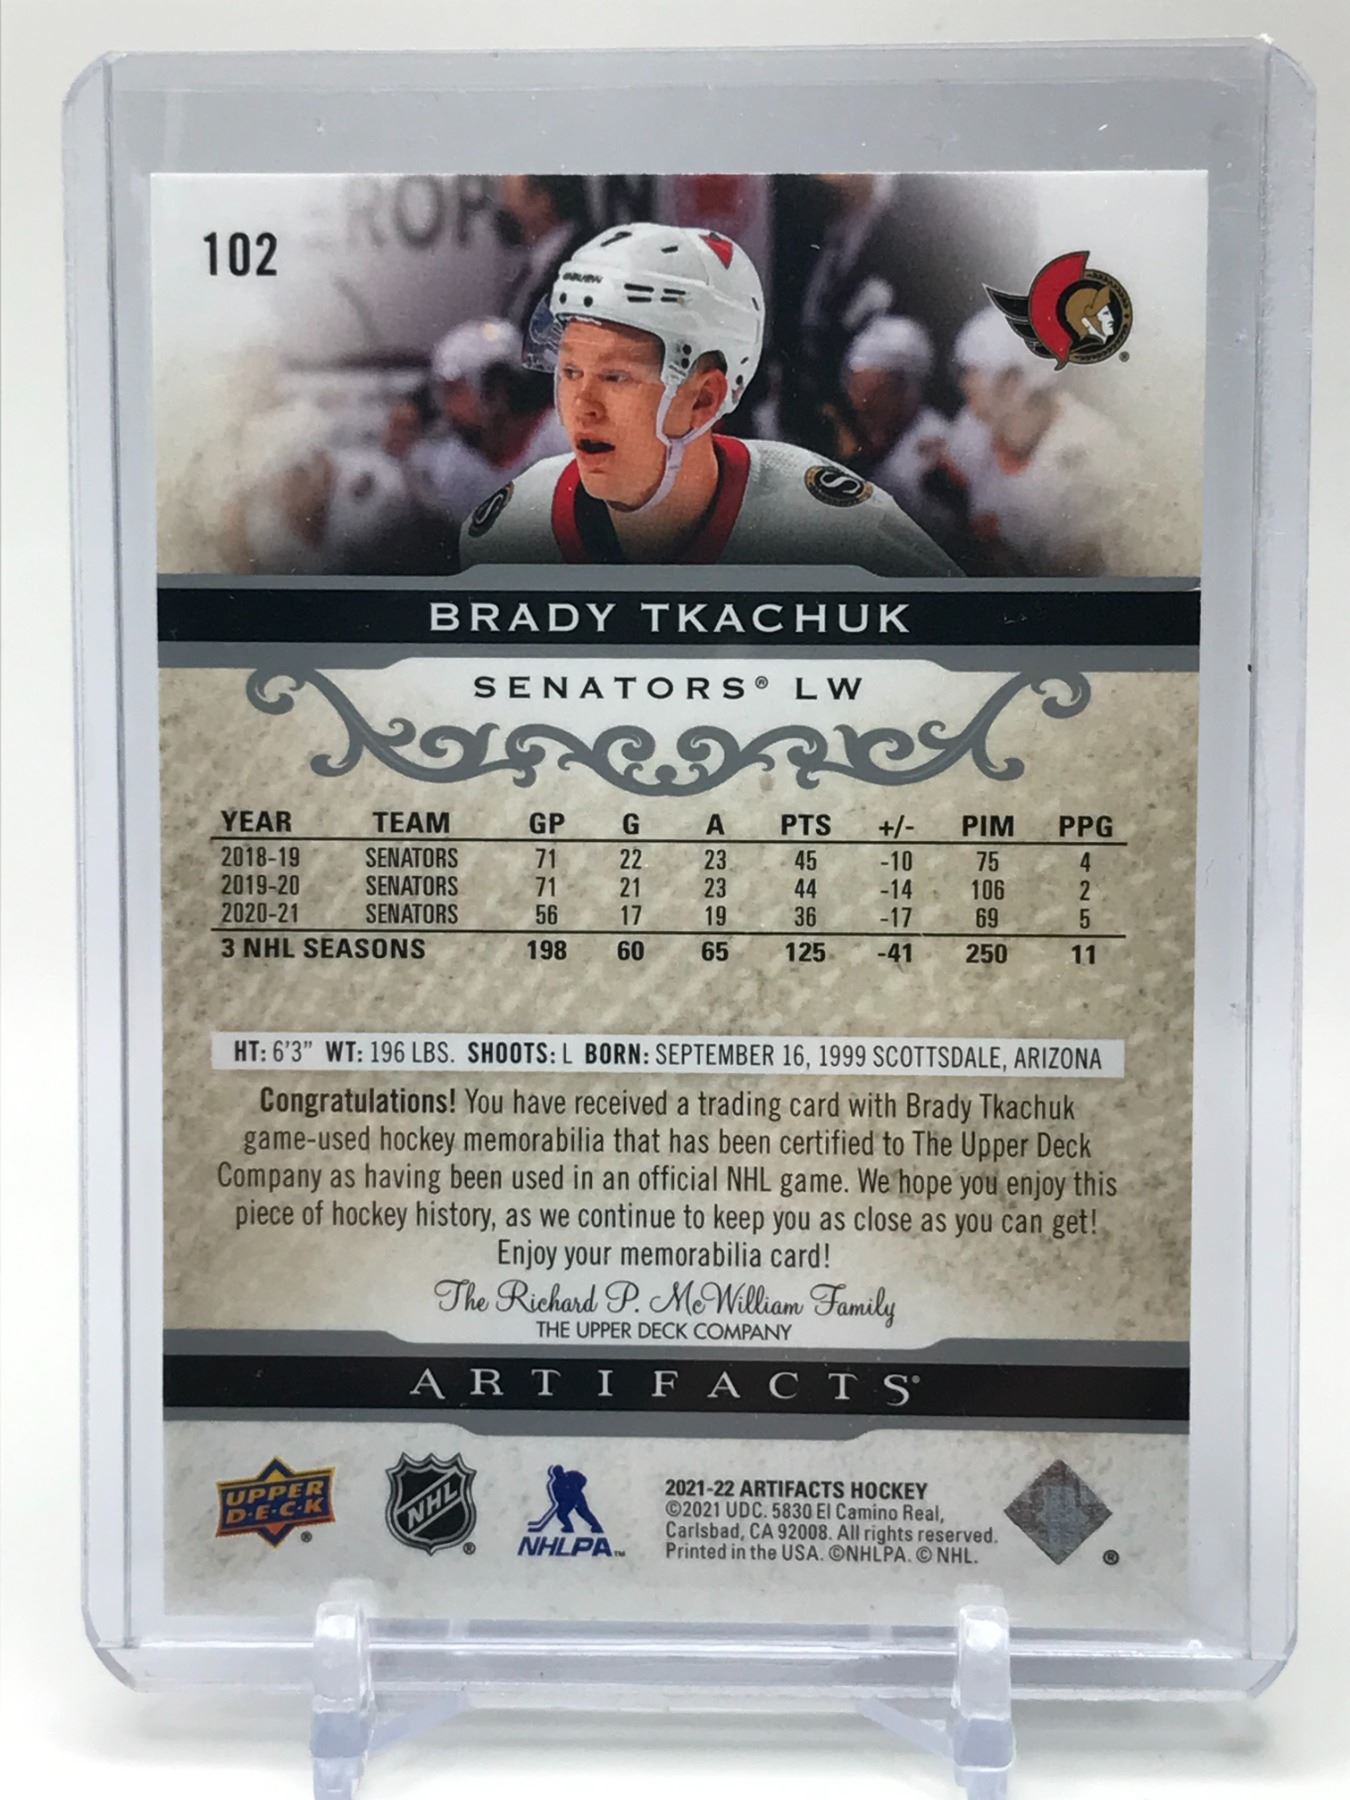 102
BAUER
BRADY TKACHUK
SENATORS® LW
YEAR TEAM GP G A PTS +/- PIM PPG
2018-19 SENATORS 71 22 23 45 -10 75 4
2019-20 SENATORS 71 21 23 44 -14 106 2
2020-21 SENATORS 56 17 19 36 -17 69 5
3 NHL SEASONS 198 60 65 125 -41 250 11
HT: 6'3" WT: 196 LBS. SHOOTS: L BORN: SEPTEMBER 16, 1999 SCOTTSDALE, ARIZONA
Congratulations! You have received a trading card with Brady Tkachuk
game-used hockey memorabilia that has been certified to The Upper Deck
Company as having been used in an official NHL game. We hope you enjoy this
piece of hockey history, as we continue to keep you as close as you can get!
Enjoy your memorabilia card!
The Richard P. McWilliam Family
THE UPPER DECK COMPANY
ARTIFACTS®
UPPER
D·E·C·K
®
NHL
®
NHLPA™
2021-22 ARTIFACTS HOCKEY
©2021 UDC. 5830 El Camino Real,
Carlsbad, CA 92008. All rights reserved.
Printed in the USA. ©NHLPA. © NHL.
®